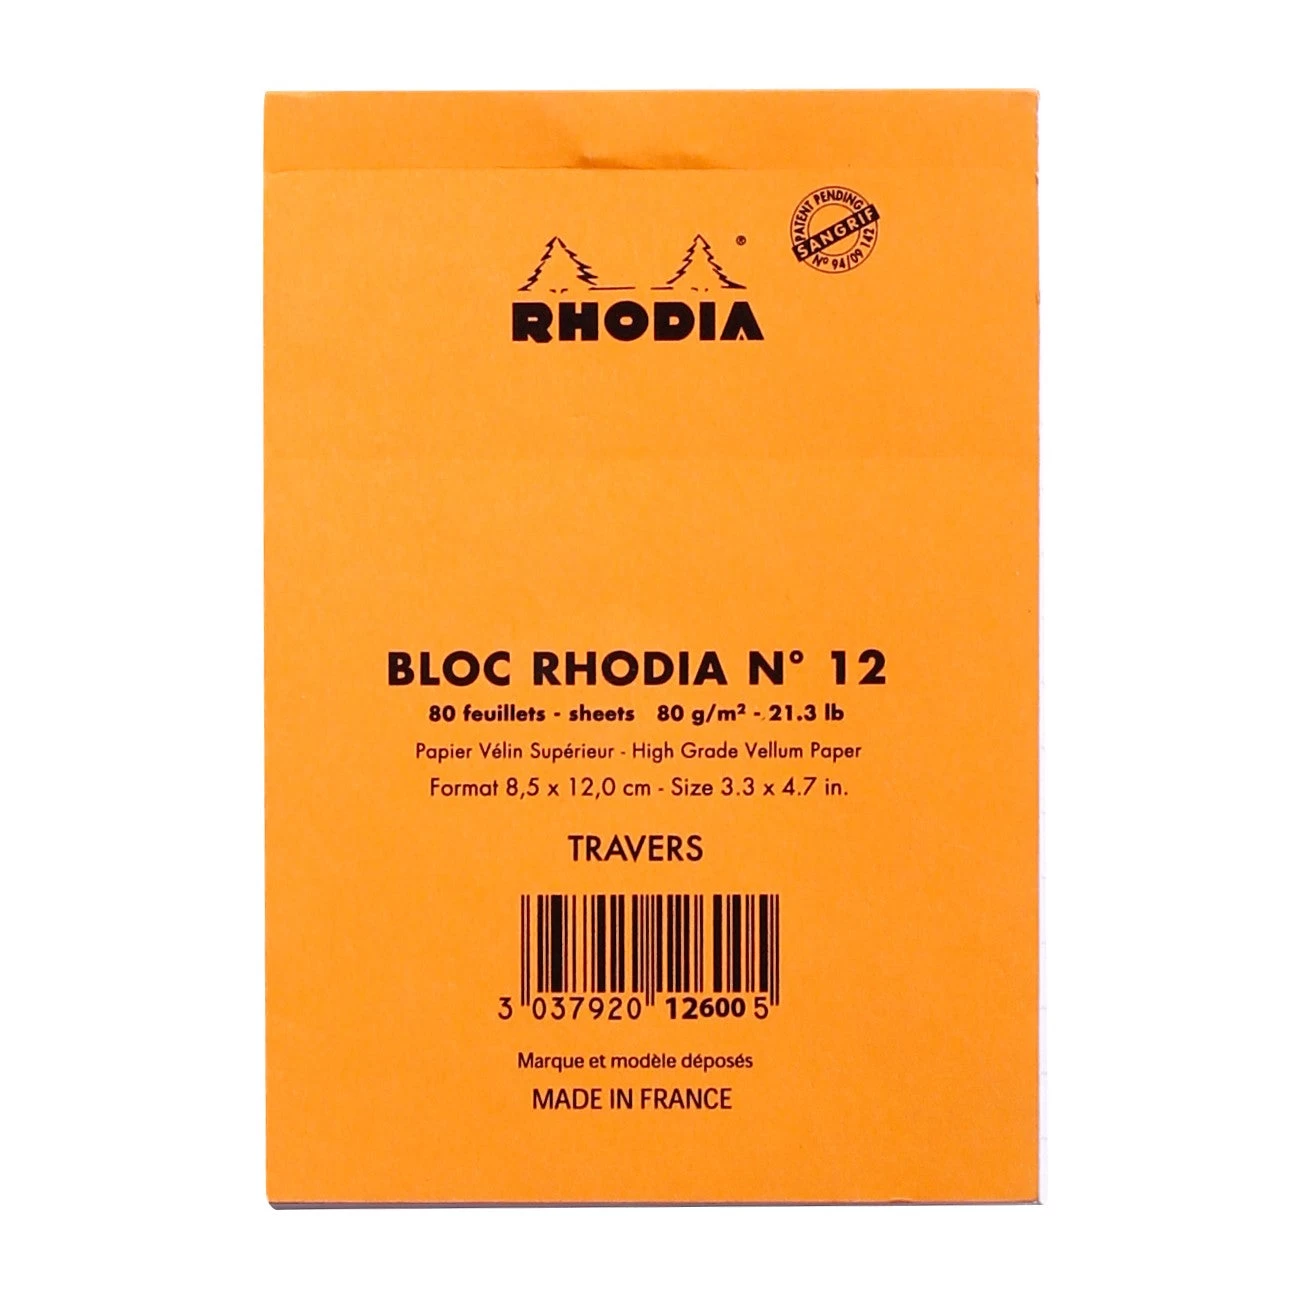 PATENT PENDING
SANGRIF
N° 94/09 142
®
RHODIA
BLOC RHODIA N° 12
80 feuillets - sheets 80 g/m² - 21.3 lb
Papier Vélin Supérieur - High Grade Vellum Paper
Format 8,5 x 12,0 cm - Size 3.3 x 4.7 in.
TRAVERS
3 037920 126005
Marque et modèle déposés
MADE IN FRANCE